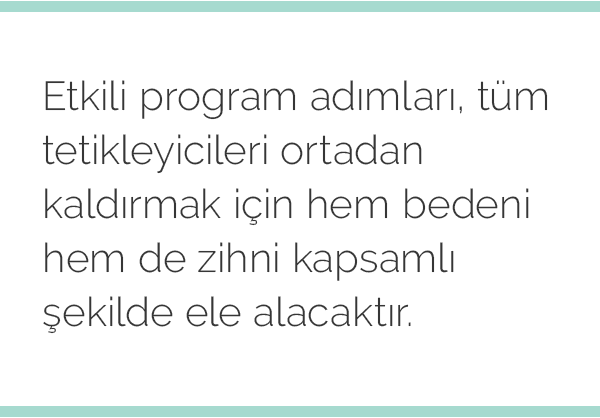 Etkili program adımları, tüm
tetikleyicileri ortadan
kaldırmak için hem bedeni
hem de zihni kapsamlı
şekilde ele alacaktır.